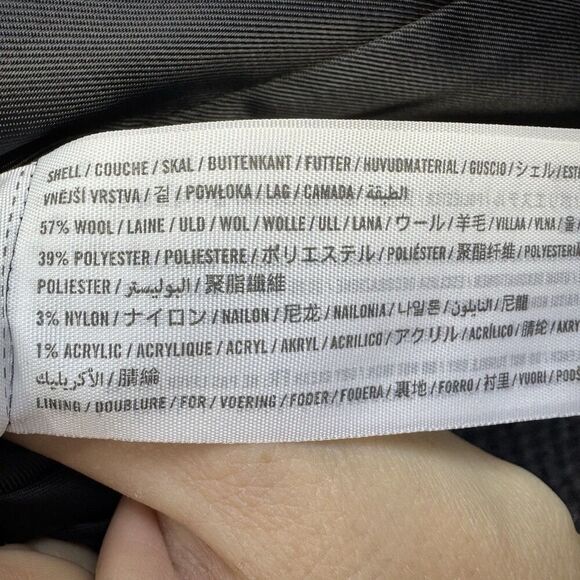 SHELL / COUCHE / SKAL / BUITENKANT / FUTTER / HUVUDMATERIAL / GUSCIO / シェル /
VNĚJŠÍ VRSTVA / 겉 / POWŁOKA / LAG / CAMADA / الطبقة /
57% WOOL / LAINE / ULD / WOL / WOLLE / ULL / LANA / ウール / 羊毛 / VILLAA / VLNA / 울
39% POLYESTER / POLIESTERE / ポリエステル / POLIÉSTER / 聚酯纤维 / POLYESTERIA
POLIESTER / البوليستر / 聚脂纖維
3% NYLON / ナイロン / NAILON / 尼龙 / NAILONIA / 나일론 / النايلون / 尼龍
1% ACRYLIC / ACRYLIQUE / ACRYL / AKRYL / ACRILICO / アクリル / ACRÍLICO / 腈纶 /
الأكريليك / 腈綸
LINING / DOUBLURE / FOR / VOERING / FODER / FODERA / 裏地 / FORRO / 衬里 / VUORI /